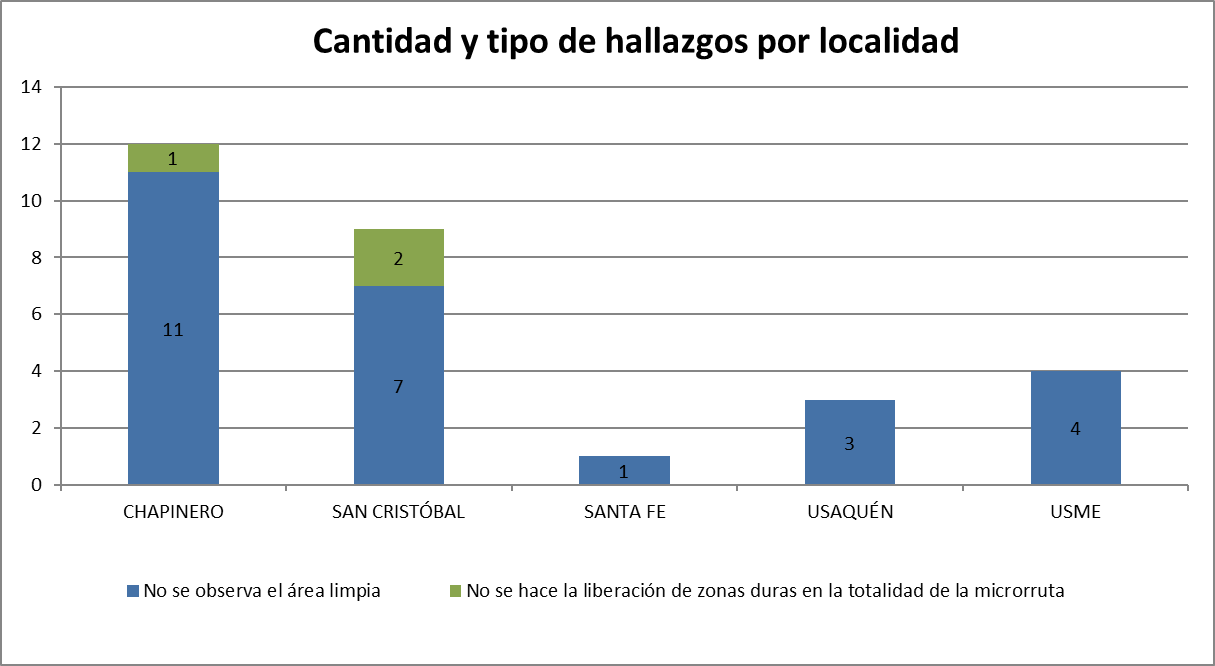 Cantidad y tipo de hallazgos por localidad
14
12
10
8
6
4
2
0
1
11
2
7
1
3
4
CHAPINERO
SAN CRISTÓBAL
SANTA FE
USAQUÉN
USME
No se observa el área limpia
No se hace la liberación de zonas duras en la totalidad de la microrruta